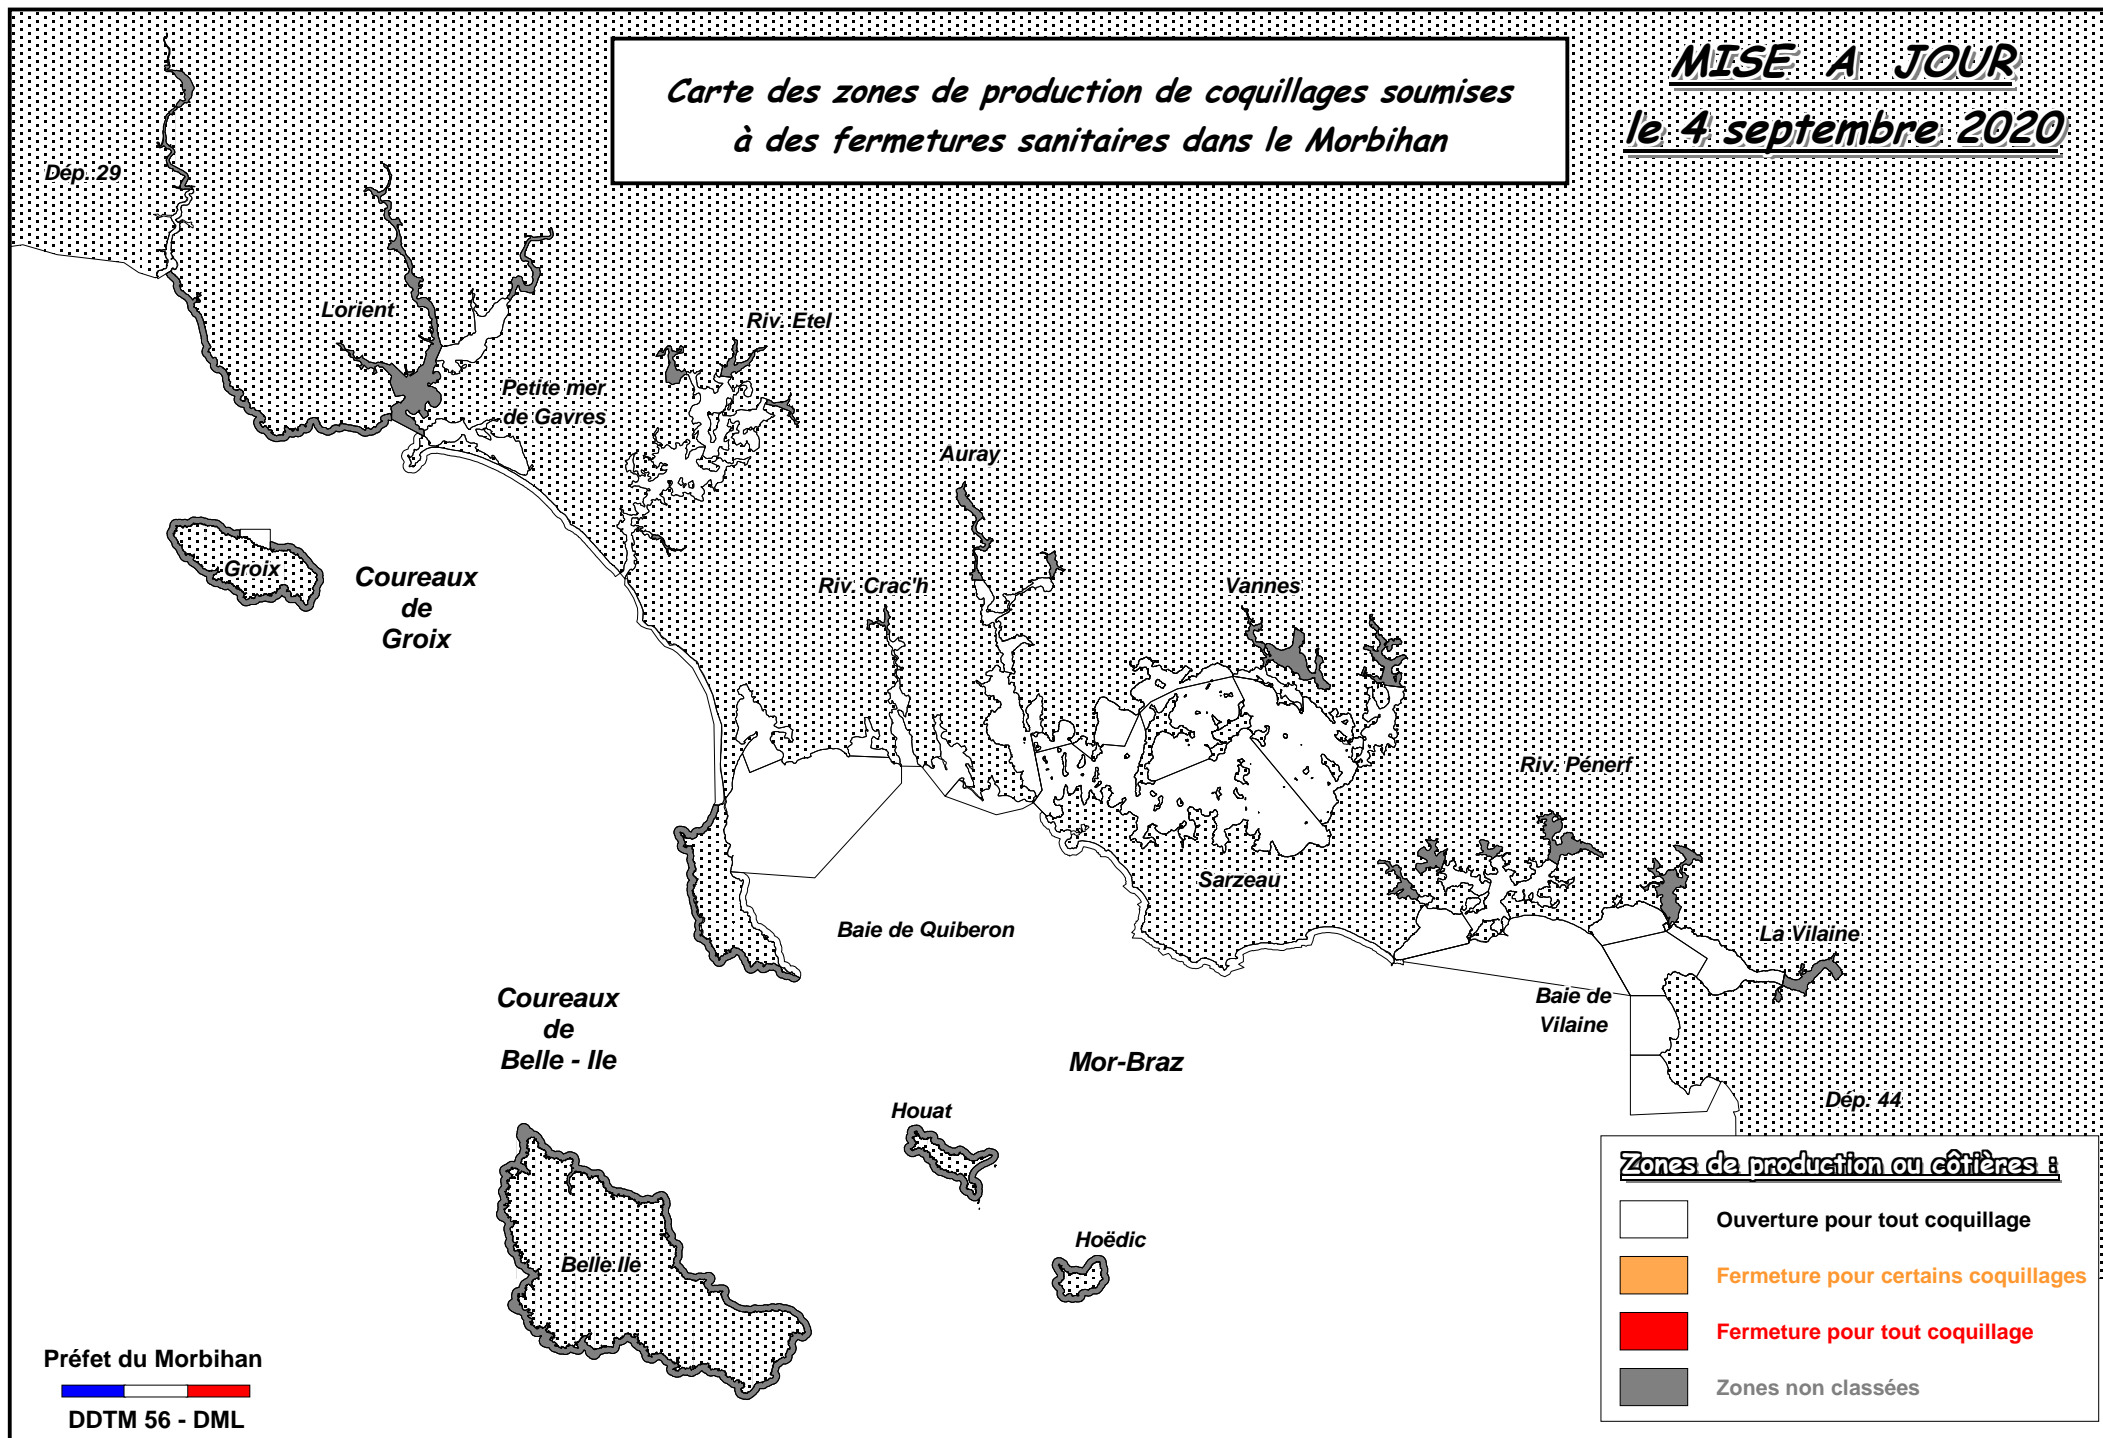 Carte des zones de production de coquillages soumises
à des fermetures sanitaires dans le Morbihan
MISE A JOUR
le 4 septembre 2020
Dép. 29
Lorient
Riv. Etel
Petite mer
de Gavres
Auray
Groix
Coureaux
de
Groix
Riv. Crac'h
Vannes
Riv. Pénerf
Sarzeau
Baie de Quiberon
La Vilaine
Coureaux
de
Belle - Ile
Baie de
Vilaine
Mor-Braz
Houat
Dép. 44
Hoëdic
Belle Ile
Zones de production ou côtières :
Ouverture pour tout coquillage
Fermeture pour certains coquillages
Fermeture pour tout coquillage
Zones non classées
Préfet du Morbihan
DDTM 56 - DML